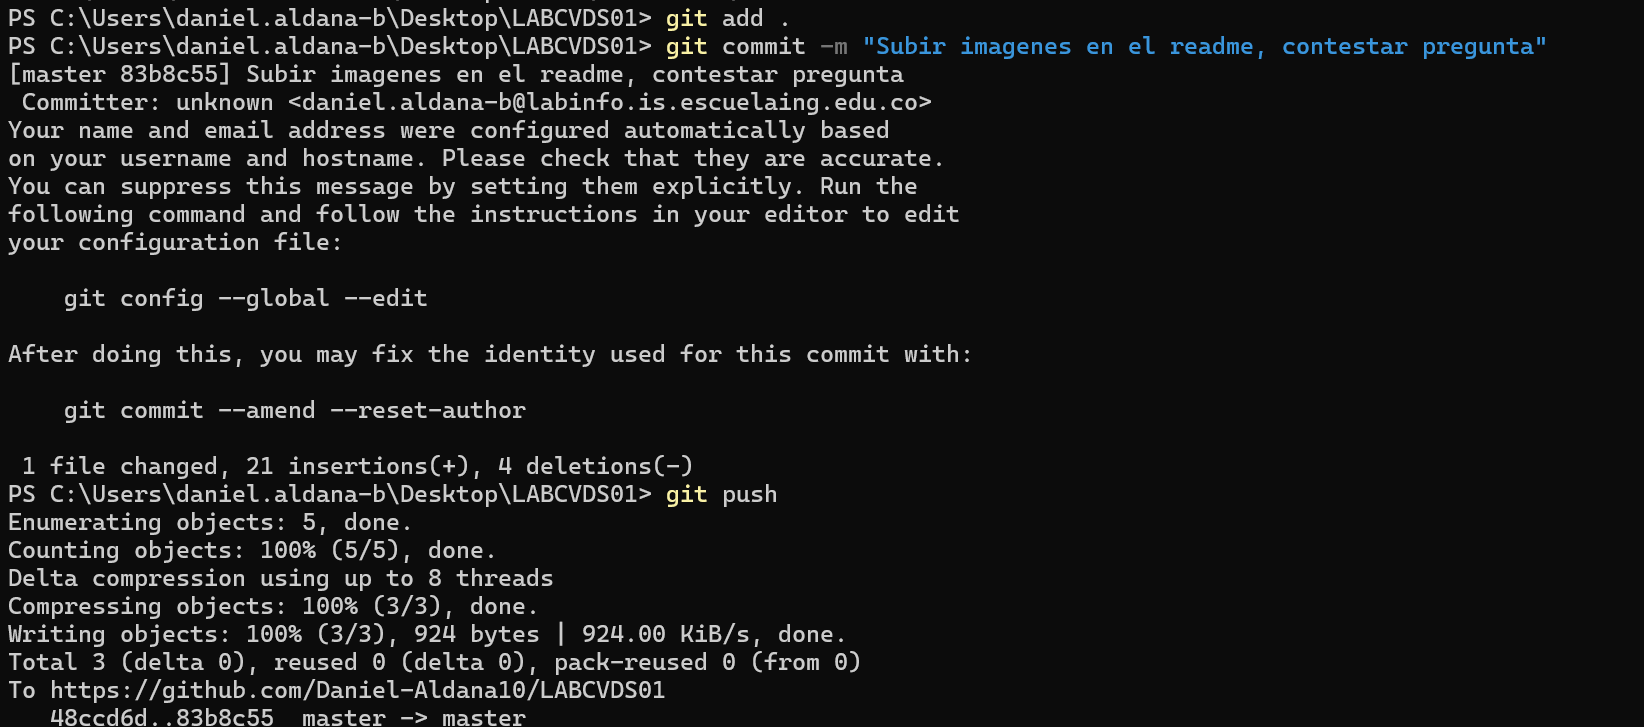 PS C:\Users\daniel.aldana-b\Desktop\LABCVDS01> git add .
PS C:\Users\daniel.aldana-b\Desktop\LABCVDS01> git commit -m "Subir imagenes en el readme, contestar pregunta"
[master 83b8c55] Subir imagenes en el readme, contestar pregunta
 Committer: unknown <daniel.aldana-b@labinfo.is.escuelaing.edu.co>
Your name and email address were configured automatically based
on your username and hostname. Please check that they are accurate.
You can suppress this message by setting them explicitly. Run the
following command and follow the instructions in your editor to edit
your configuration file:

    git config --global --edit

After doing this, you may fix the identity used for this commit with:

    git commit --amend --reset-author

 1 file changed, 21 insertions(+), 4 deletions(-)
PS C:\Users\daniel.aldana-b\Desktop\LABCVDS01> git push
Enumerating objects: 5, done.
Counting objects: 100% (5/5), done.
Delta compression using up to 8 threads
Compressing objects: 100% (3/3), done.
Writing objects: 100% (3/3), 924 bytes | 924.00 KiB/s, done.
Total 3 (delta 0), reused 0 (delta 0), pack-reused 0 (from 0)
To https://github.com/Daniel-Aldana10/LABCVDS01
   48ccd6d..83b8c55  master -> master